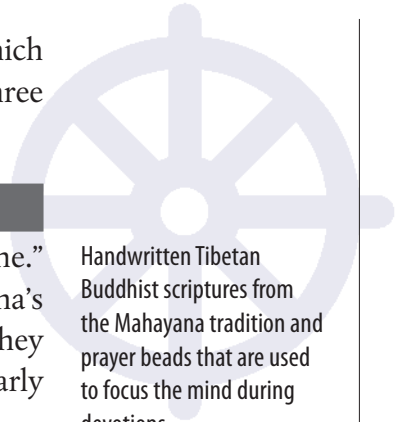 hich
hree
ne."
na's
hey
arly
Handwritten Tibetan
Buddhist scriptures from
the Mahayana tradition and
prayer beads that are used
to focus the mind during
devotions